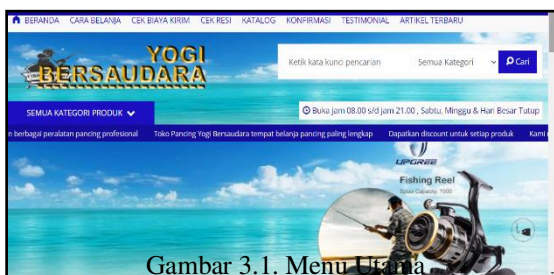 BERANDA CARA BELANJA CEK BIAYA KIRIM CEK RESI KATALOG KONFIRMASI TESTIMONIAL ARTIKEL TERBARU
YOGI
BERSAUDARA
Ketik kata kunci pencarian Semua Kategori Cari
SEMUA KATEGORI PRODUK
Buka jam 08.00 s/d jam 21.00 , Sabtu, Minggu & Hari Besar Tutup
n berbagai peralatan pancing profesional Toko Pancing Yogi Bersaudara tempat belanja pancing paling lengkap Dapatkan discount untuk setiap produk Kami
UPGREE
Fishing Reel
Spool Capacity: 1000
Gambar 3.1. Menu Utama